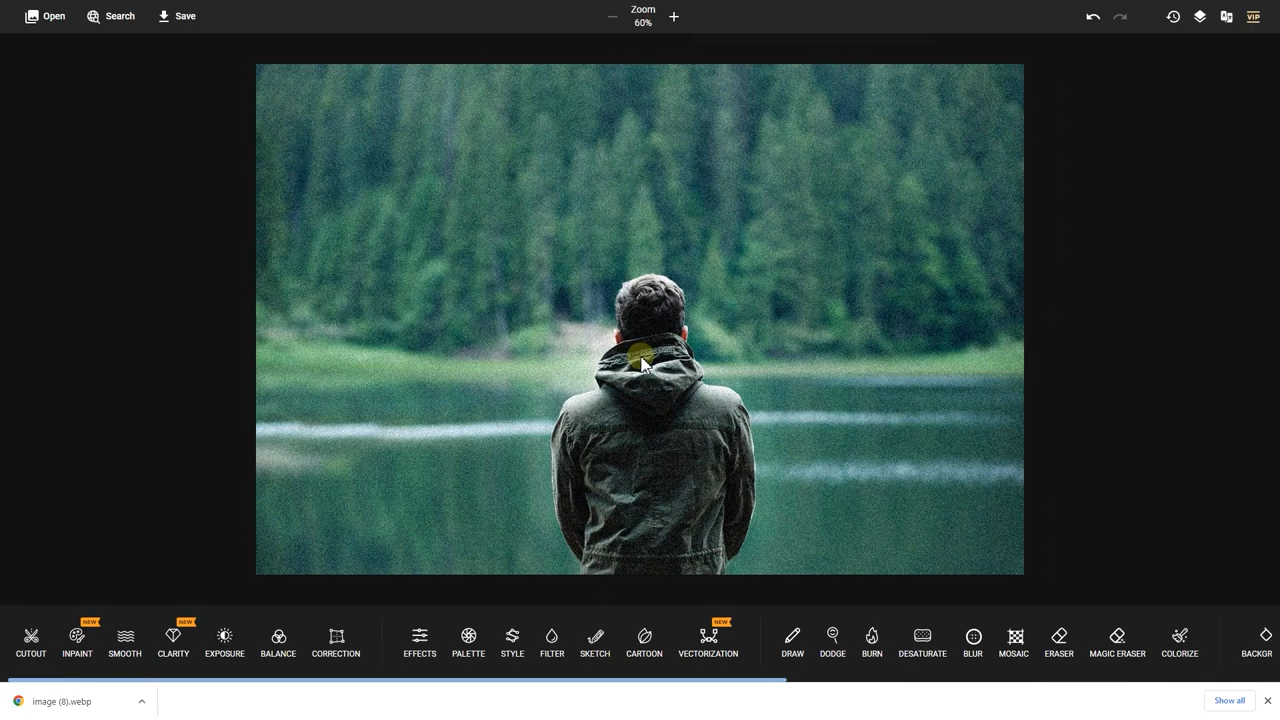 Open Search Save Zoom VIP
60%
NEW NEW NEW
CUTOUT INPAINT SMOOTH CLARITY EXPOSURE BALANCE CORRECTION EFFECTS PALETTE STYLE FILTER SKETCH CARTOON VECTORIZATION DRAW DODGE BURN DESATURATE BLUR MOSAIC ERASER MAGIC ERASER COLORIZE BACKGR
image (8).webp Show all